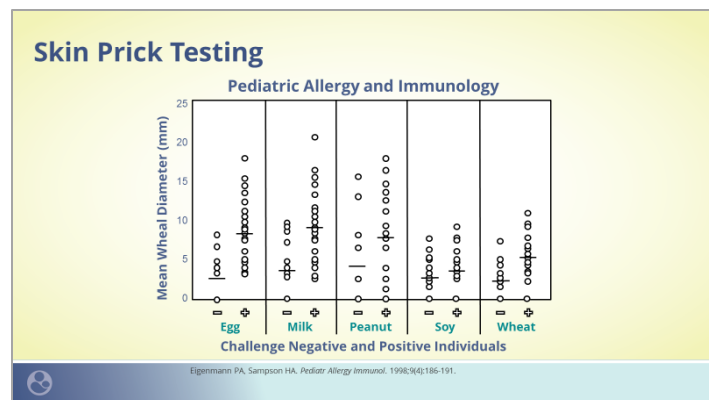 Skin Prick Testing
Pediatric Allergy and Immunology
Mean Wheal Diameter (mm)
25
20
15
10
5
0
− + − + − + − + − +
Egg Milk Peanut Soy Wheat
Challenge Negative and Positive Individuals
Eigenmann PA, Sampson HA. Pediatr Allergy Immunol. 1998;9(4):186-191.